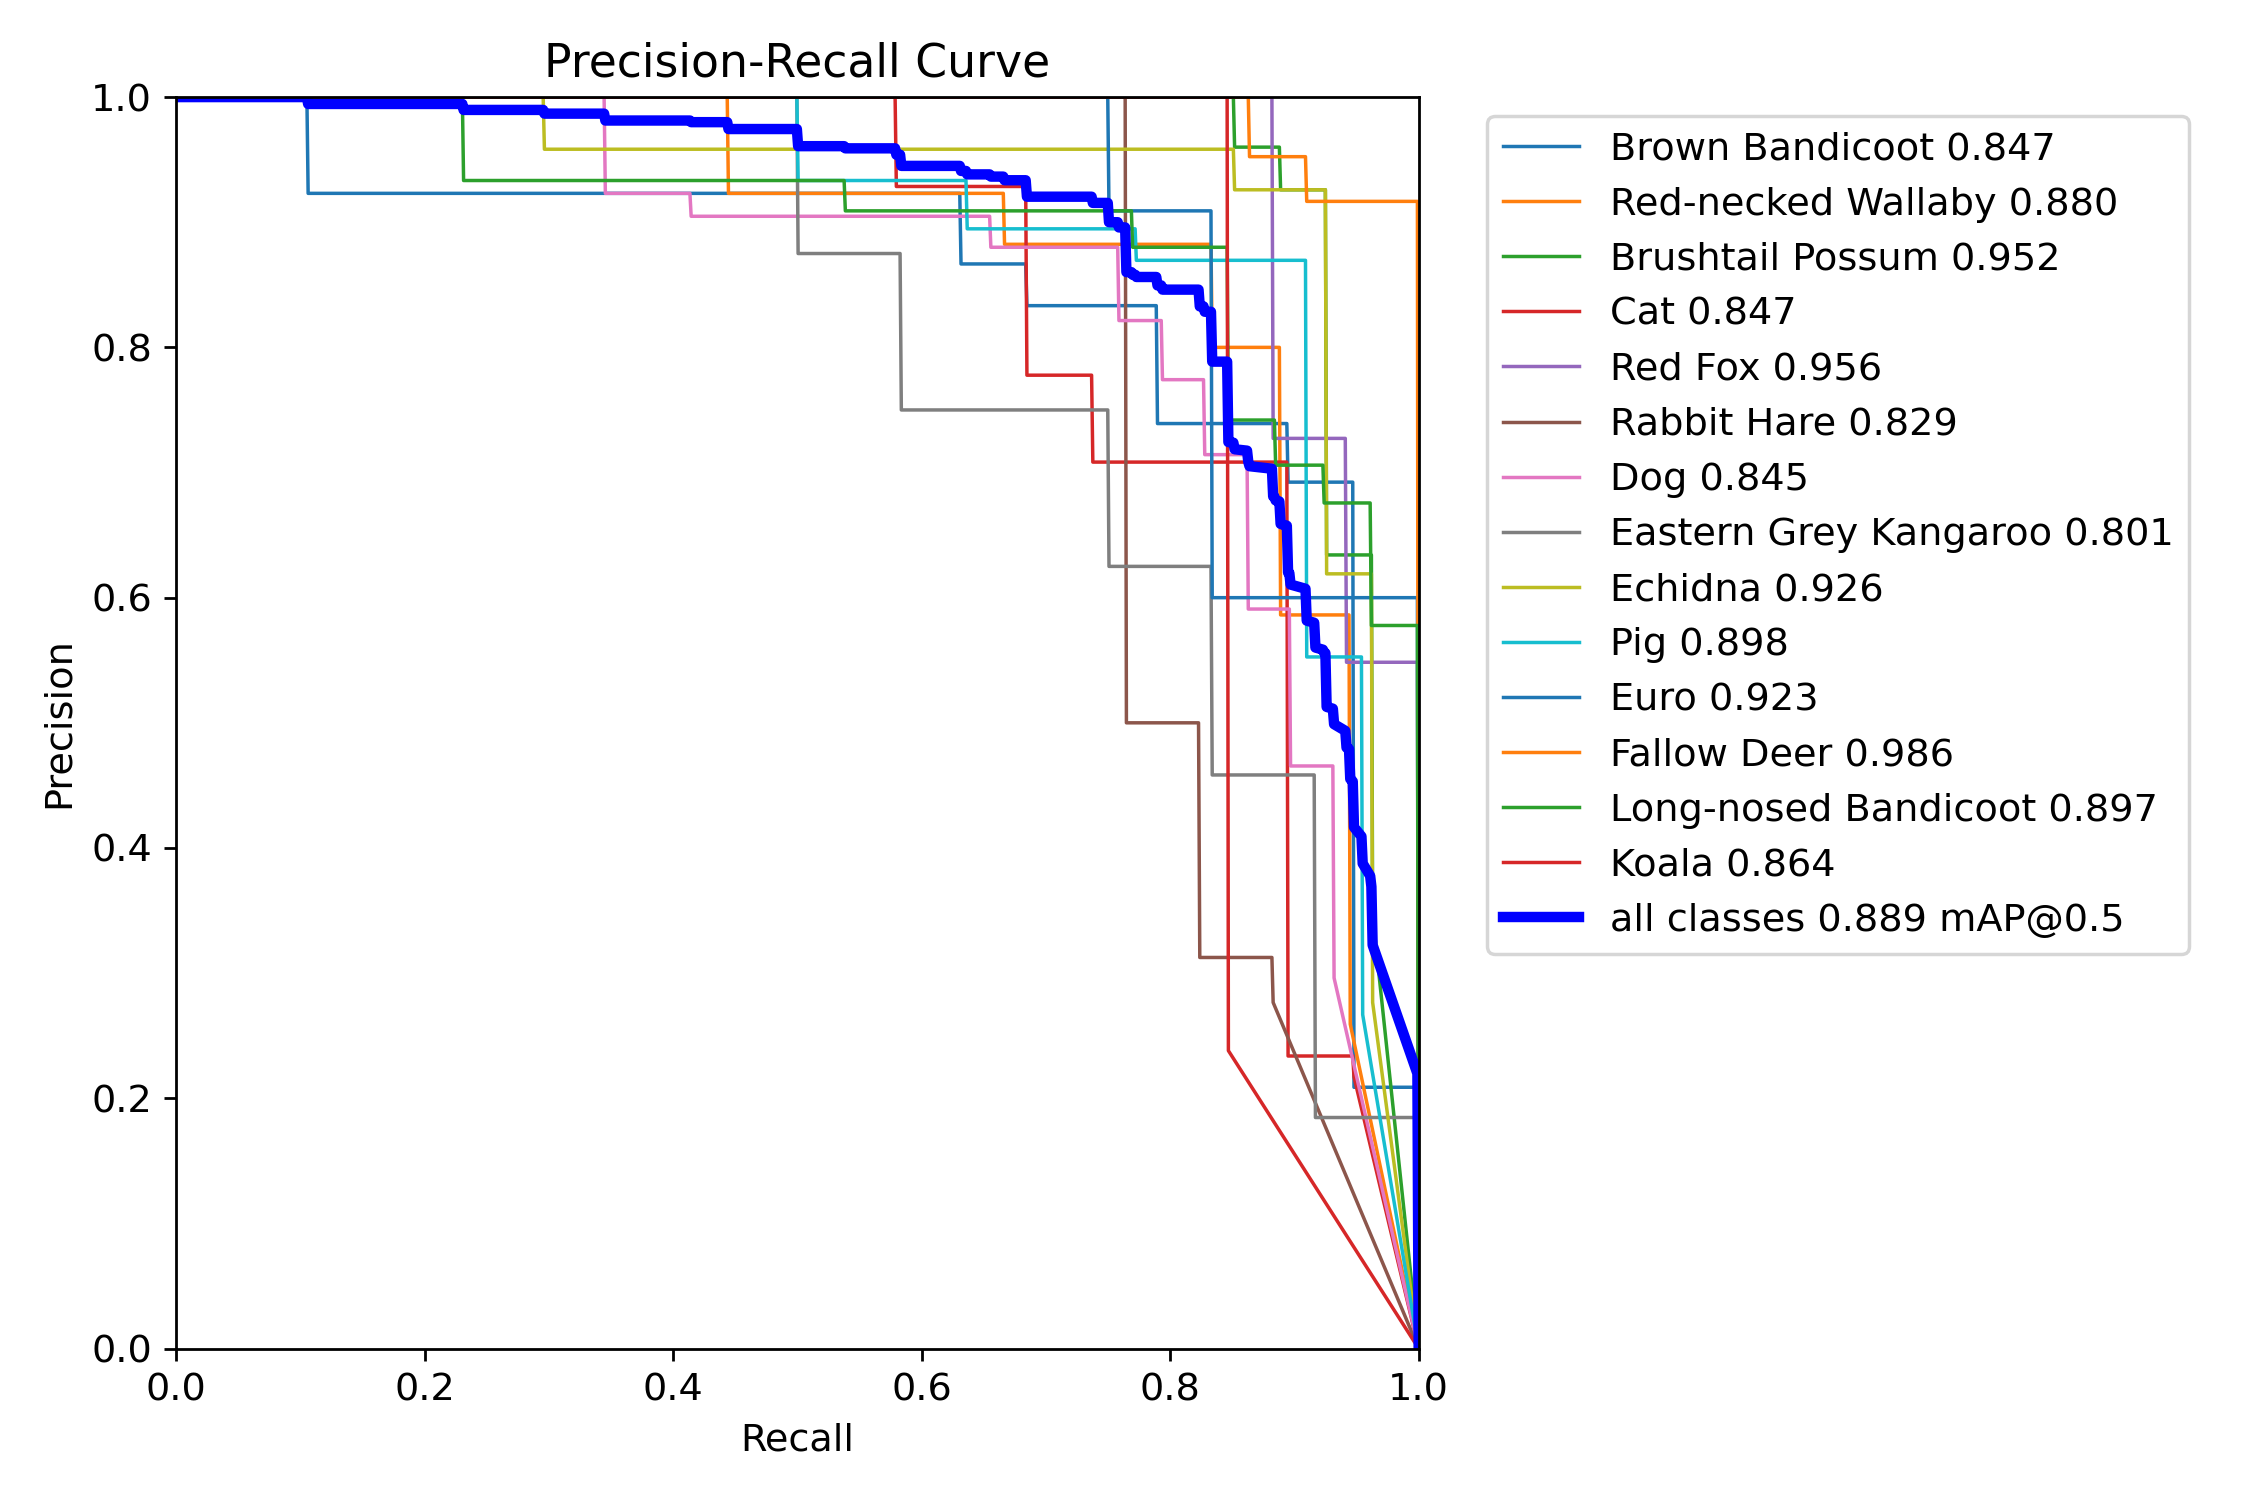 Precision-Recall Curve
1.0
0.8
0.6
0.4
0.2
0.0
Precision
0.0 0.2 0.4 0.6 0.8 1.0
Recall
Brown Bandicoot 0.847
Red-necked Wallaby 0.880
Brushtail Possum 0.952
Cat 0.847
Red Fox 0.956
Rabbit Hare 0.829
Dog 0.845
Eastern Grey Kangaroo 0.801
Echidna 0.926
Pig 0.898
Euro 0.923
Fallow Deer 0.986
Long-nosed Bandicoot 0.897
Koala 0.864
all classes 0.889 mAP@0.5